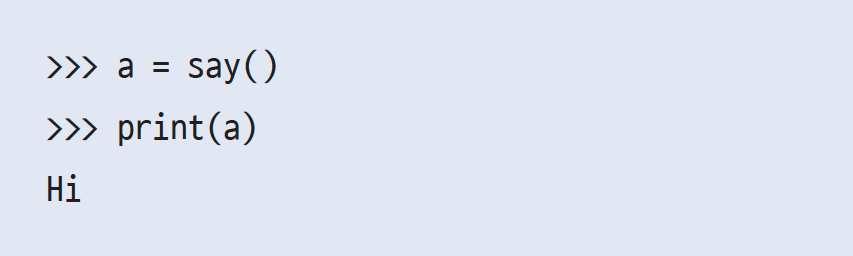 >>> a = say()
>>> print(a)
Hi